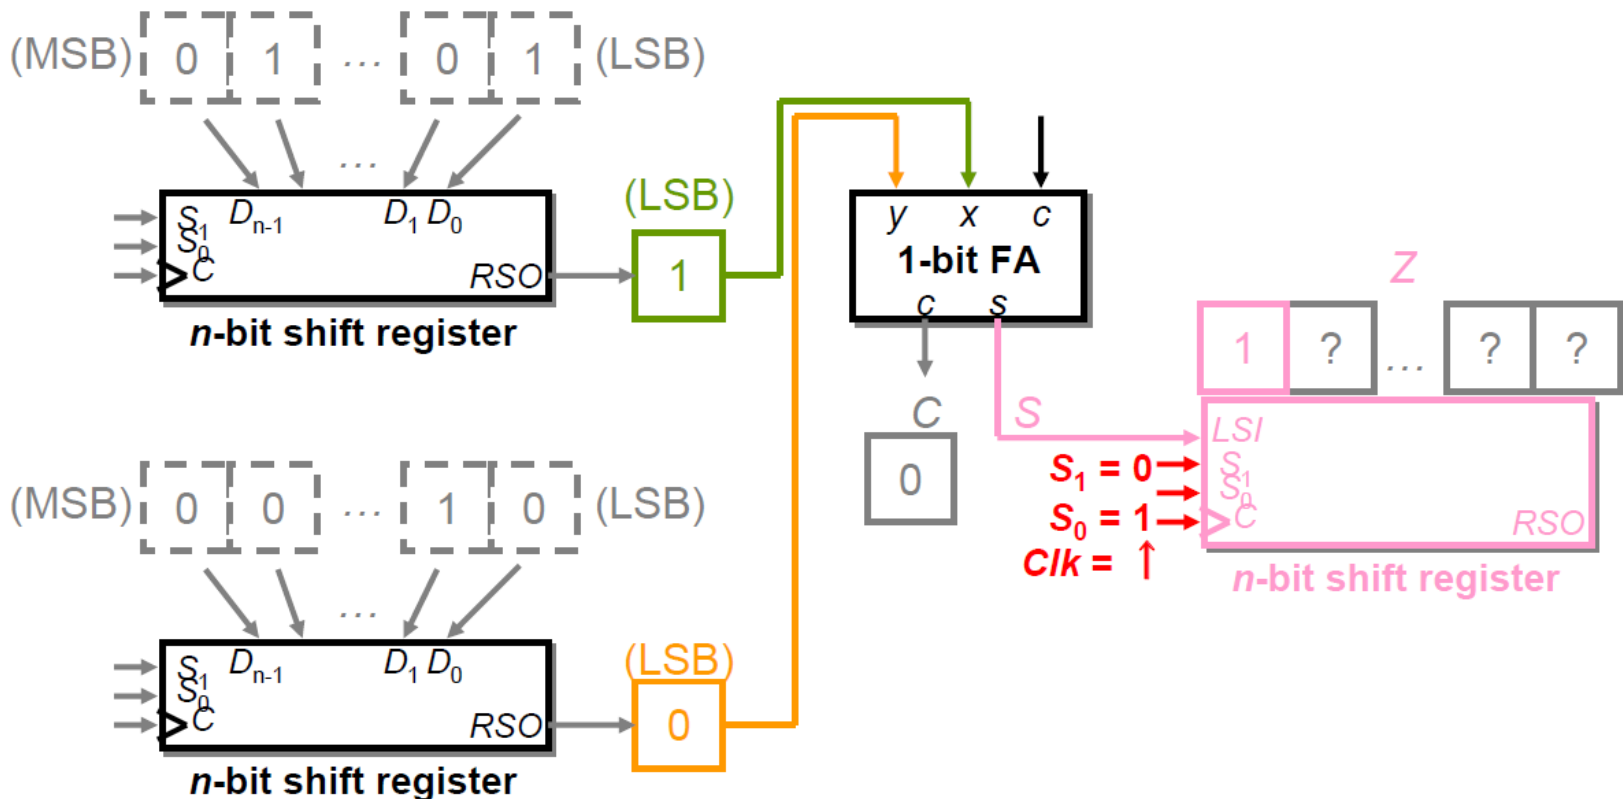 (MSB) 0 1 ... 0 1 (LSB)
...
S1 Dn-1 D1 D0
S0
C RSO
n-bit shift register
(LSB)
1
y x c
1-bit FA
c s
C
0
S
Z
1 ? ... ? ?
LSI
S1 = 0 S1
S0
S0 = 1 C RSO
Clk = ↑
n-bit shift register
(MSB) 0 0 ... 1 0 (LSB)
...
S1 Dn-1 D1 D0
S0
C RSO
n-bit shift register
(LSB)
0